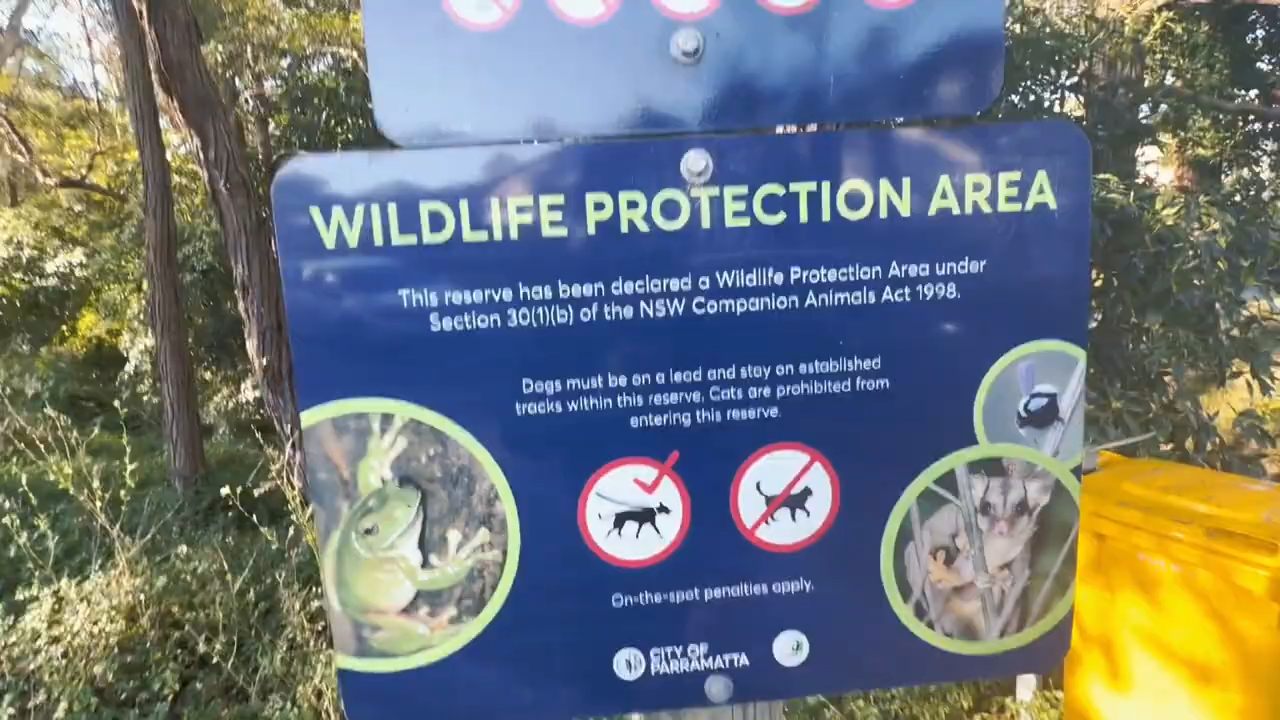 WILDLIFE PROTECTION AREA
This reserve has been declared a Wildlife Protection Area under
Section 30(1)(b) of the NSW Companion Animals Act 1998.
Dogs must be on a lead and stay on established
tracks within this reserve. Cats are prohibited from
entering this reserve.
On-the-spot penalties apply.
CITY OF
PARRAMATTA